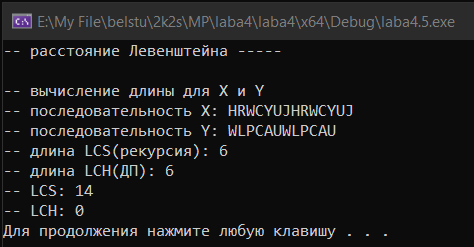 E:\My File\belstu\2k2s\MP\laba4\laba4\x64\Debug\laba4.5.exe
-- расстояние Левенштейна -----
-- вычисление длины для X и Y
-- последовательность X: HRWCYUJHRWCYUJ
-- последовательность Y: WLPCAUWLPCAU
-- длина LCS(рекурсия): 6
-- длина LCH(ДП): 6
-- LCS: 14
-- LCH: 0
Для продолжения нажмите любую клавишу . . .